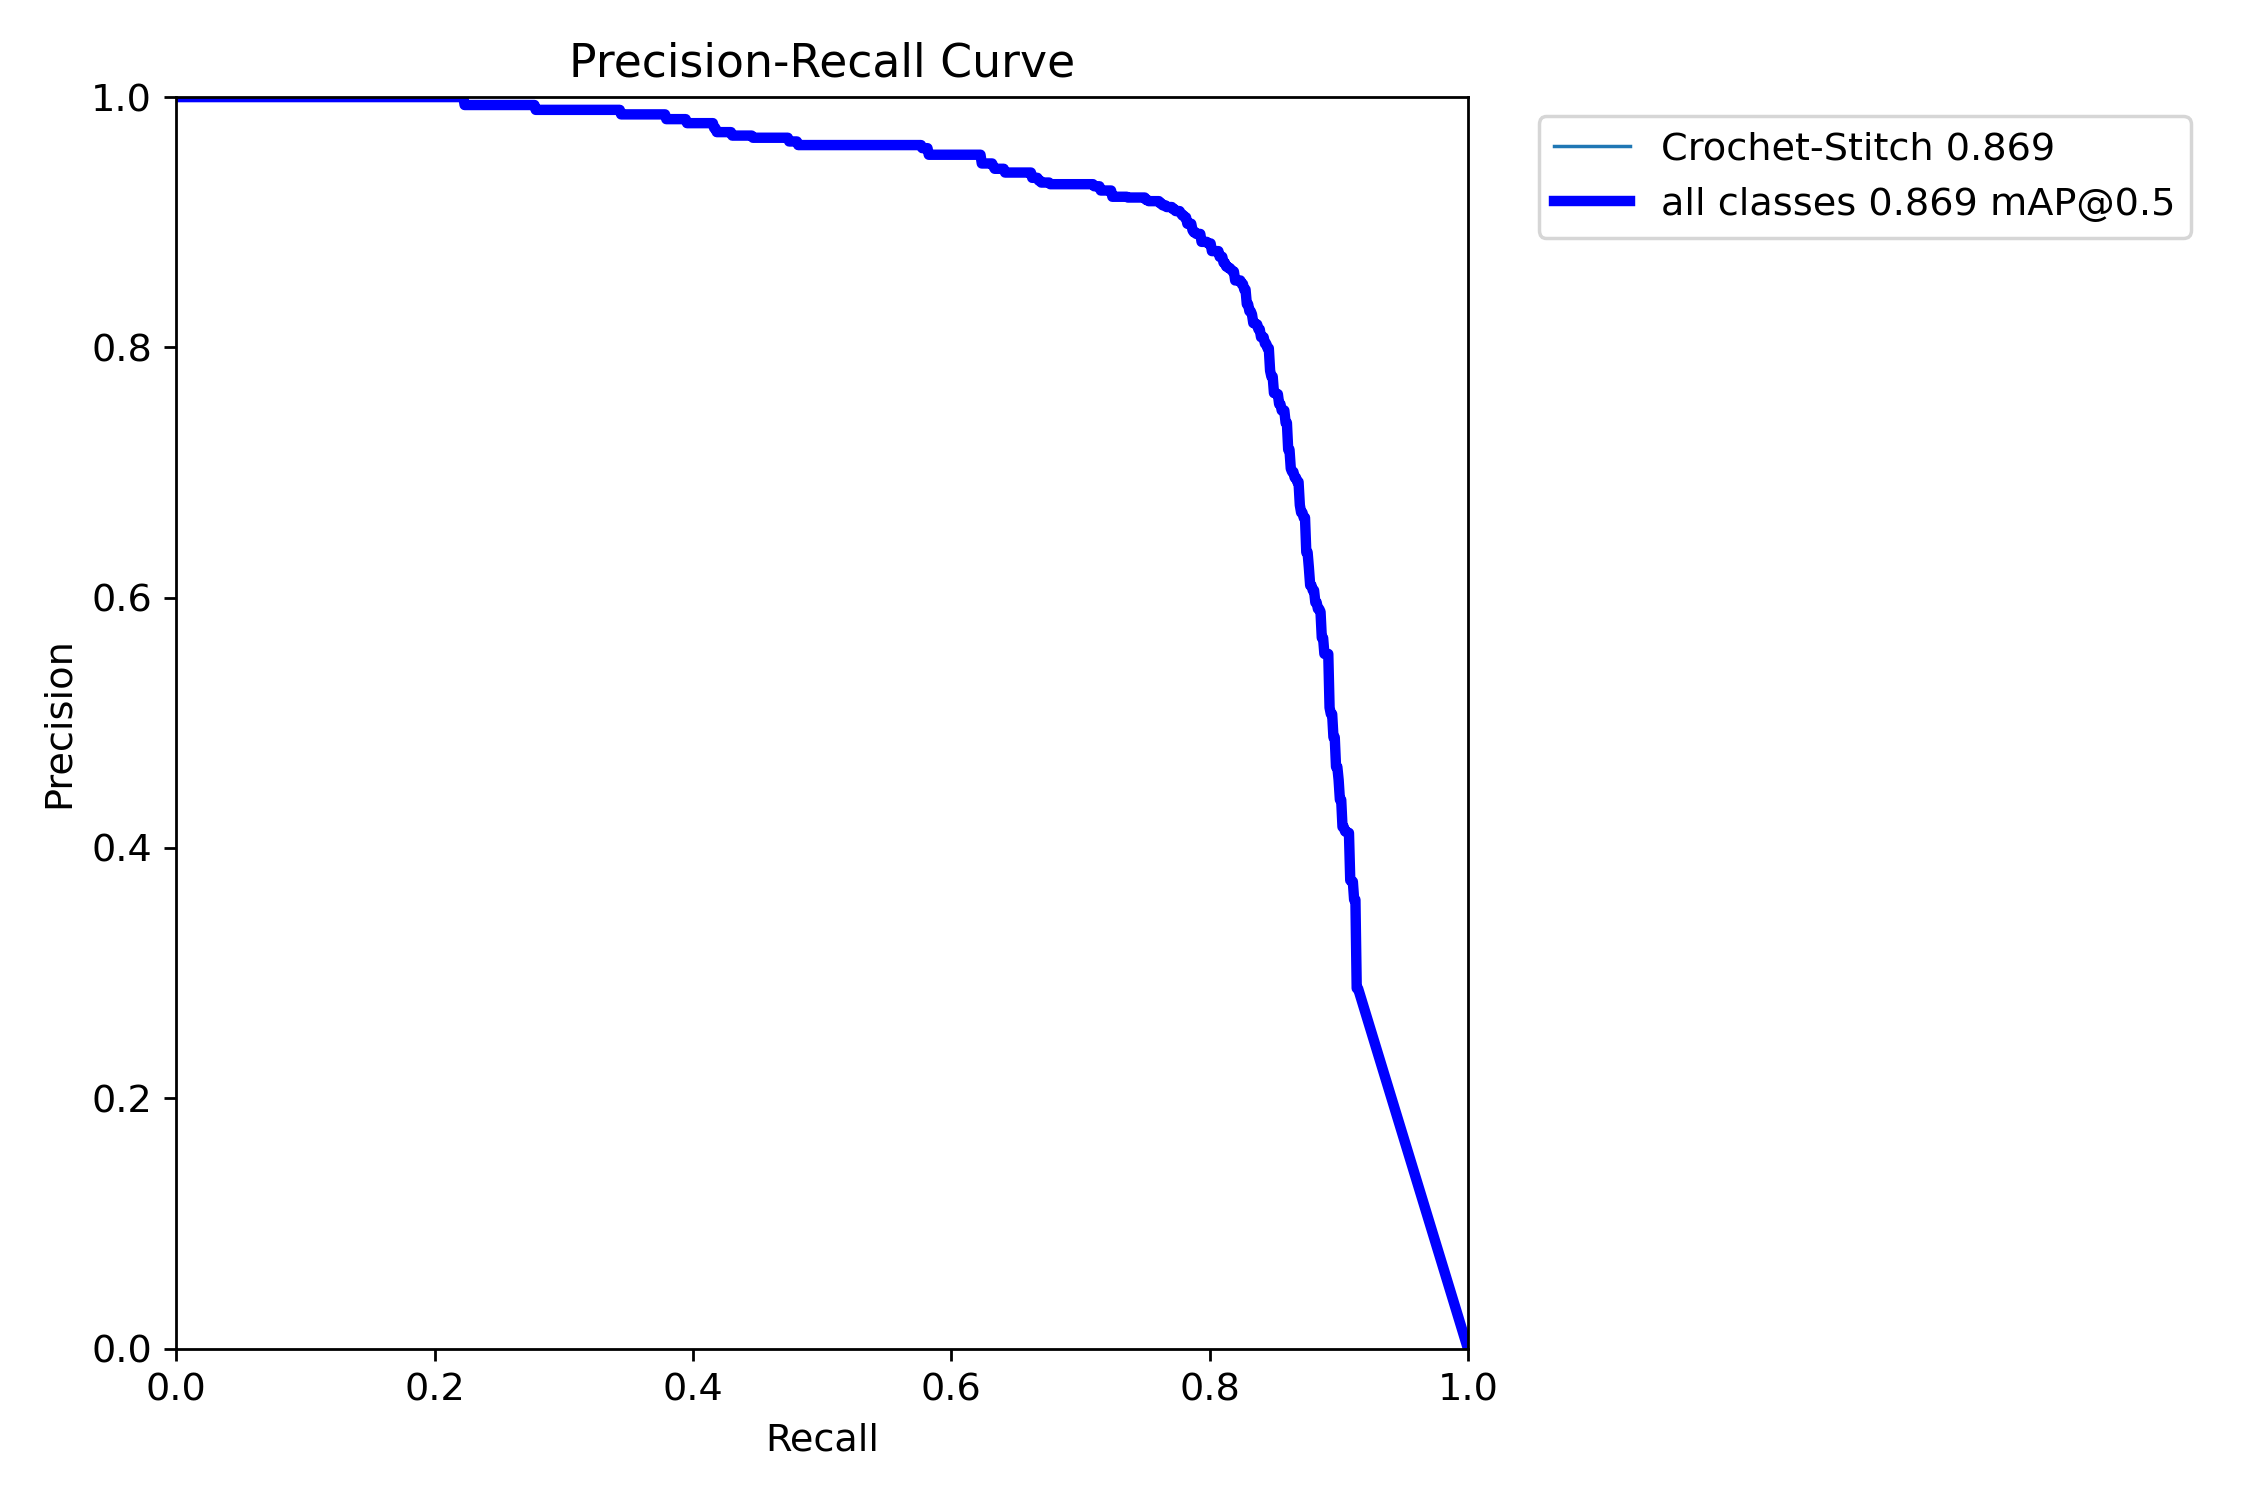 Precision-Recall Curve
1.0
0.8
0.6
0.4
0.2
0.0
Precision
0.0 0.2 0.4 0.6 0.8 1.0
Recall
Crochet-Stitch 0.869
all classes 0.869 mAP@0.5